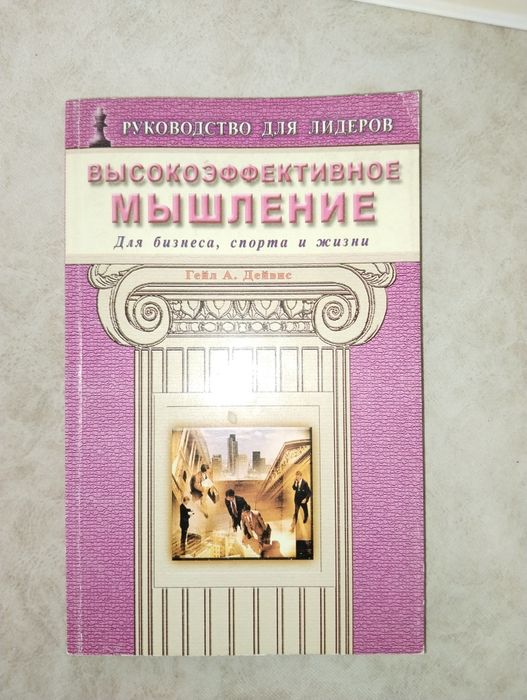 РУКОВОДСТВО ДЛЯ ЛИДЕРОВ
ВЫСОКОЭФФЕКТИВНОЕ
МЫШЛЕНИЕ
Для бизнеса, спорта и жизни
Гейл А. Дейвис